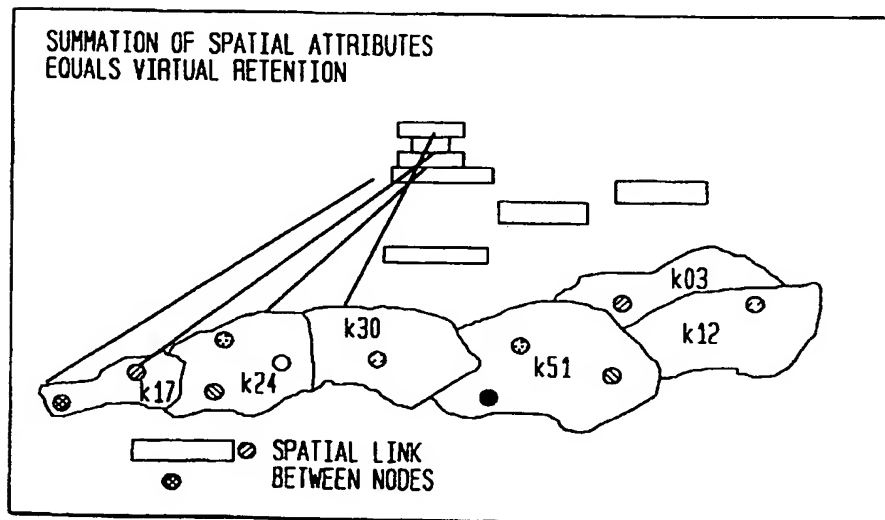 SUMMATION OF SPATIAL ATTRIBUTES
EQUALS VIRTUAL RETENTION
k03
k30
k12
k51
k24
k17
SPATIAL LINK
BETWEEN NODES